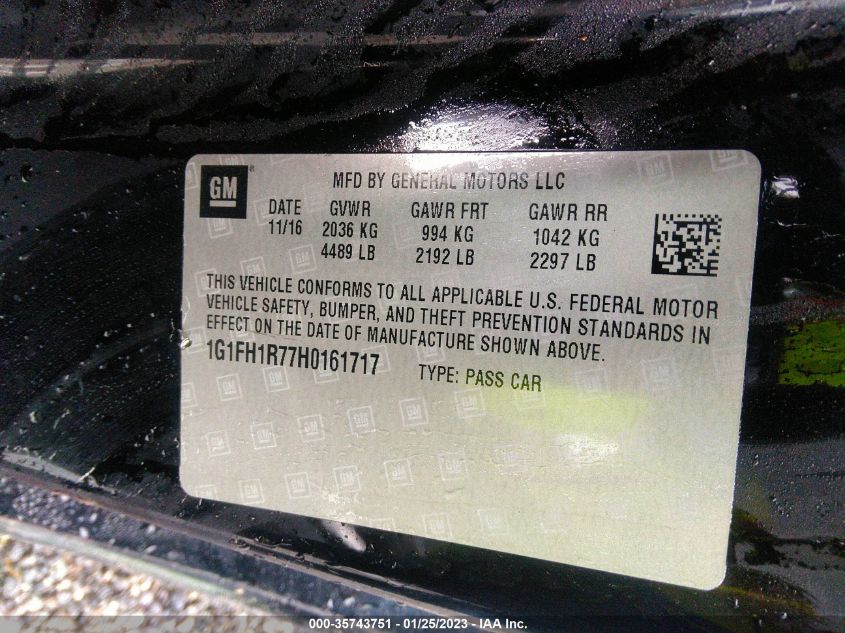 GM
MFD BY GENERAL MOTORS LLC
DATE GVWR GAWR FRT GAWR RR
11/16 2036 KG 994 KG 1042 KG
4489 LB 2192 LB 2297 LB
THIS VEHICLE CONFORMS TO ALL APPLICABLE U.S. FEDERAL MOTOR
VEHICLE SAFETY, BUMPER, AND THEFT PREVENTION STANDARDS IN
EFFECT ON THE DATE OF MANUFACTURE SHOWN ABOVE.
1G1FH1R77H0161717 TYPE: PASS CAR
000-35743751 - 01/25/2023 - IAA Inc.